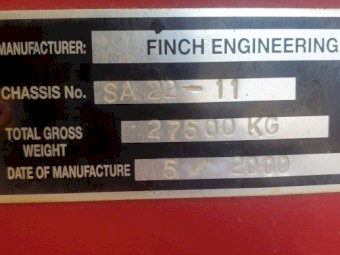 MANUFACTURER: FINCH ENGINEERING
CHASSIS No. SA 22-11
TOTAL GROSS WEIGHT 27500 KG
DATE OF MANUFACTURE 5 / 2000